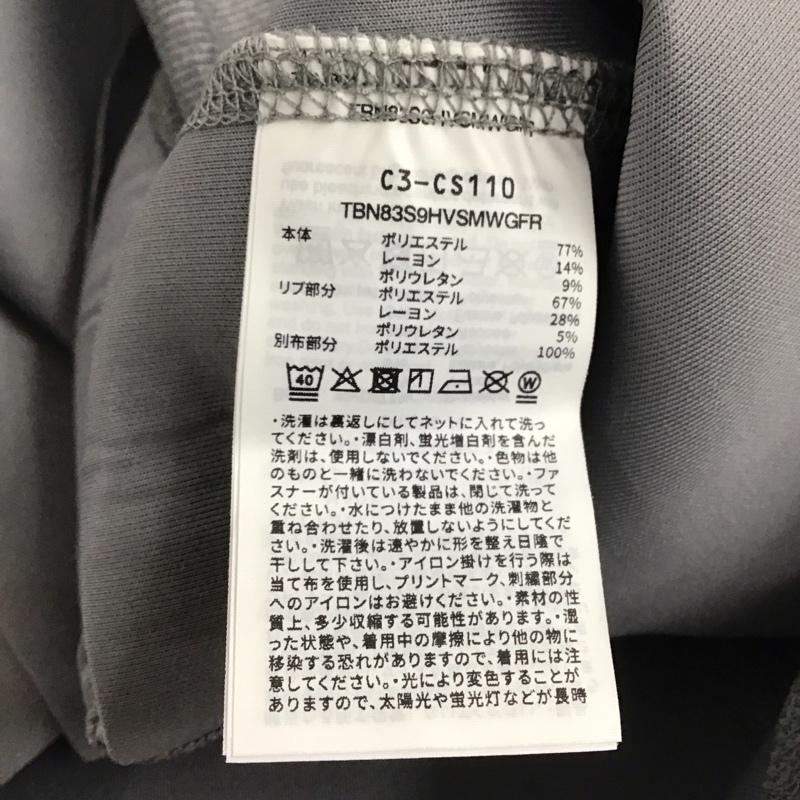 C3-CS110
TBN83S9HVSMWGFR
本体 ポリエステル 77%
レーヨン 14%
ポリウレタン 9%
リブ部分 ポリエステル 67%
レーヨン 28%
ポリウレタン 5%
別布部分 ポリエステル 100%
40 W
・洗濯は裏返しにしてネットに入れて洗っ
てください。・漂白剤、蛍光増白剤を含んだ
洗剤は、使用しないでください。・色物は他
のものと一緒に洗わないでください。・ファ
スナーが付いている製品は、閉じて洗って
ください。・水につけたまま他の洗濯物と
重ね合わせたり、放置しないようにしてくだ
さい。・洗濯後は速やかに形を整え日陰で
干しして下さい。・アイロン掛けを行う際は
当て布を使用し、プリントマーク、刺繍部分
へのアイロンはお避けください。・素材の性
質上、多少収縮する可能性があります。・湿
った状態や、着用中の摩擦により他の物に
移染する恐れがありますので、着用には注
意してください。・光により変色することが
ありますので、太陽光や蛍光灯などが長時